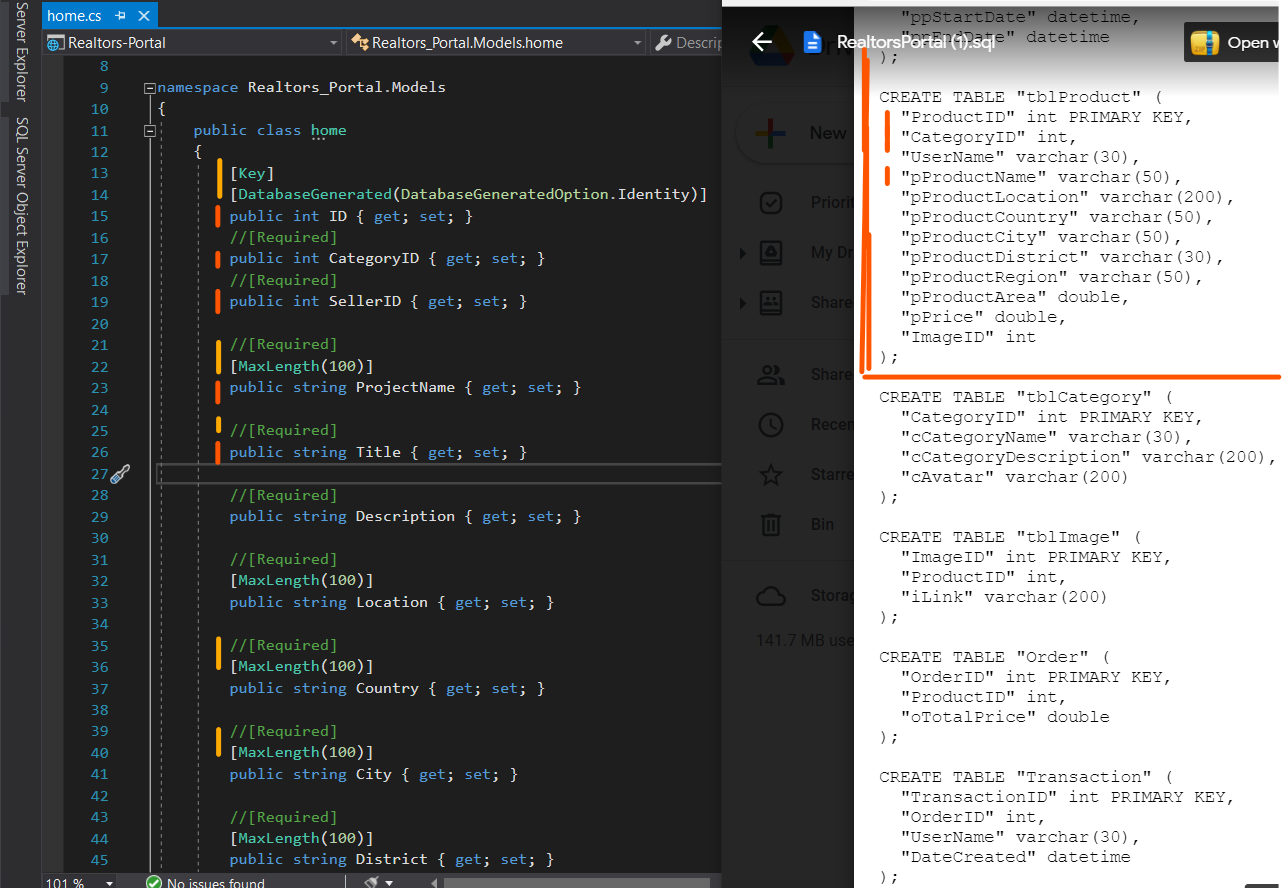 Server Explorer
SQL Server Object Explorer
home.cs
Realtors-Portal
Realtors_Portal.Models.home
Descrip
8
9 namespace Realtors_Portal.Models
10 {
11 public class home
12 {
13 [Key]
14 [DatabaseGenerated(DatabaseGeneratedOption.Identity)]
15 public int ID { get; set; }
16 //[Required]
17 public int CategoryID { get; set; }
18 //[Required]
19 public int SellerID { get; set; }
20
21 //[Required]
22 [MaxLength(100)]
23 public string ProjectName { get; set; }
24
25 //[Required]
26 public string Title { get; set; }
27
28 //[Required]
29 public string Description { get; set; }
30
31 //[Required]
32 [MaxLength(100)]
33 public string Location { get; set; }
34
35 //[Required]
36 [MaxLength(100)]
37 public string Country { get; set; }
38
39 //[Required]
40 [MaxLength(100)]
41 public string City { get; set; }
42
43 //[Required]
44 [MaxLength(100)]
45 public string District { get; set; }
101 %
No issues found
RealtorsPortal (1).sql
Open w
New
Priorit
My Dr
Share
Share
Recen
Starre
Bin
Storag
141.7 MB use
"ppStartDate" datetime,
"ppEndDate" datetime
);
CREATE TABLE "tblProduct" (
"ProductID" int PRIMARY KEY,
"CategoryID" int,
"UserName" varchar(30),
"pProductName" varchar(50),
"pProductLocation" varchar(200),
"pProductCountry" varchar(50),
"pProductCity" varchar(50),
"pProductDistrict" varchar(30),
"pProductRegion" varchar(50),
"pProductArea" double,
"pPrice" double,
"ImageID" int
);
CREATE TABLE "tblCategory" (
"CategoryID" int PRIMARY KEY,
"cCategoryName" varchar(30),
"cCategoryDescription" varchar(200),
"cAvatar" varchar(200)
);
CREATE TABLE "tblImage" (
"ImageID" int PRIMARY KEY,
"ProductID" int,
"iLink" varchar(200)
);
CREATE TABLE "Order" (
"OrderID" int PRIMARY KEY,
"ProductID" int,
"oTotalPrice" double
);
CREATE TABLE "Transaction" (
"TransactionID" int PRIMARY KEY,
"OrderID" int,
"UserName" varchar(30),
"DateCreated" datetime
);